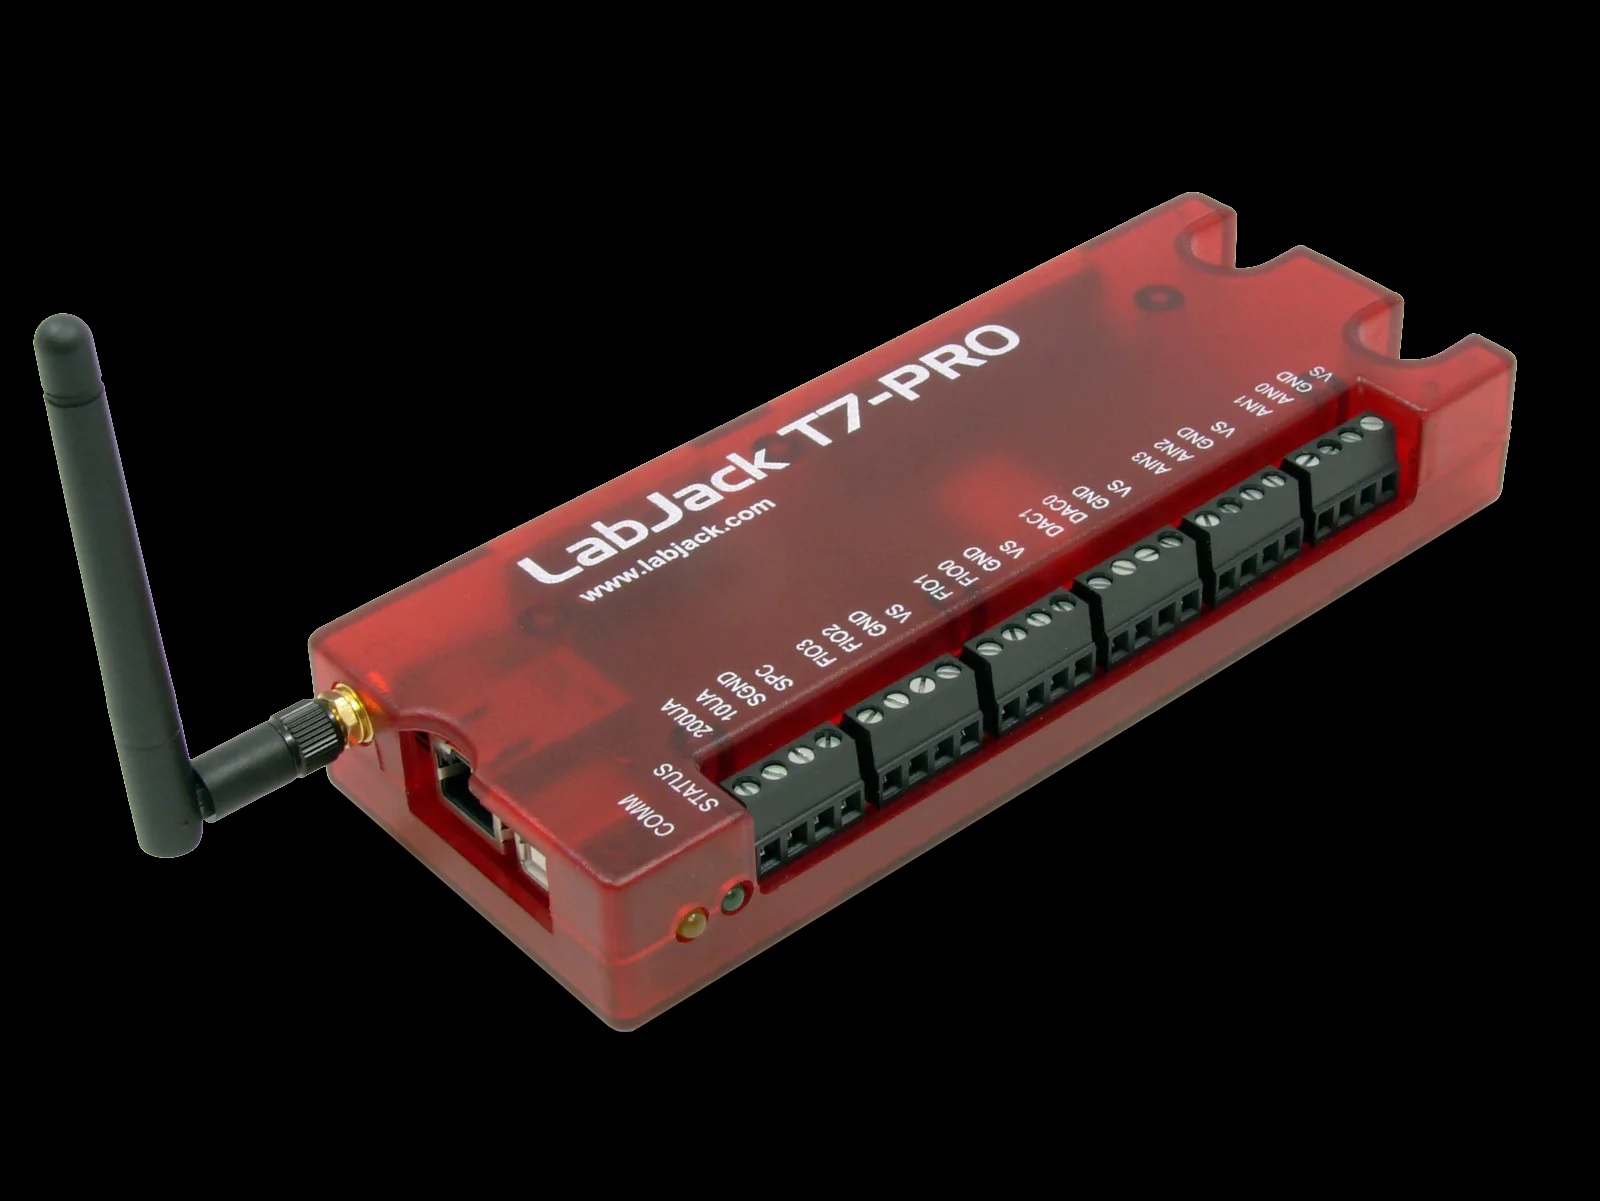 LabJack T7-PRO
www.labjack.com
COMM
STATUS
200UA
10UA
SGND
SPC
FIO3
FIO2
GND
VS
FIO1
FIO0
GND
VS
DAC1
DAC0
GND
VS
AIN3
AIN2
GND
VS
AIN1
AIN0
GND
VS